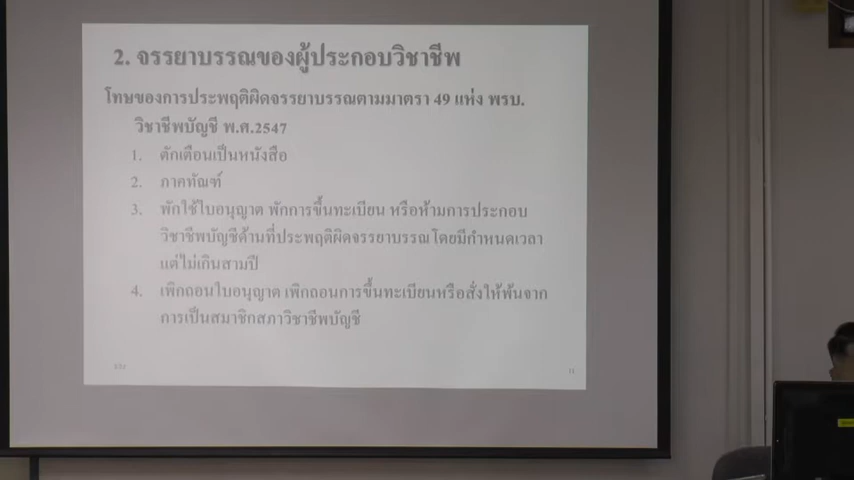 2. จรรยาบรรณของผู้ประกอบวิชาชีพ
โทษของการประพฤติผิดจรรยาบรรณตามมาตรา 49 แห่ง พรบ.
วิชาชีพบัญชี พ.ศ.2547
1. ตักเตือนเป็นหนังสือ
2. ภาคทัณฑ์
3. พักใช้ใบอนุญาต พักการขึ้นทะเบียน หรือห้ามการประกอบ
วิชาชีพบัญชีด้านที่ประพฤติผิดจรรยาบรรณโดยมีกำหนดเวลา
แต่ไม่เกินสามปี
4. เพิกถอนใบอนุญาต เพิกถอนการขึ้นทะเบียนหรือสั่งให้พ้นจาก
การเป็นสมาชิกสภาวิชาชีพบัญชี